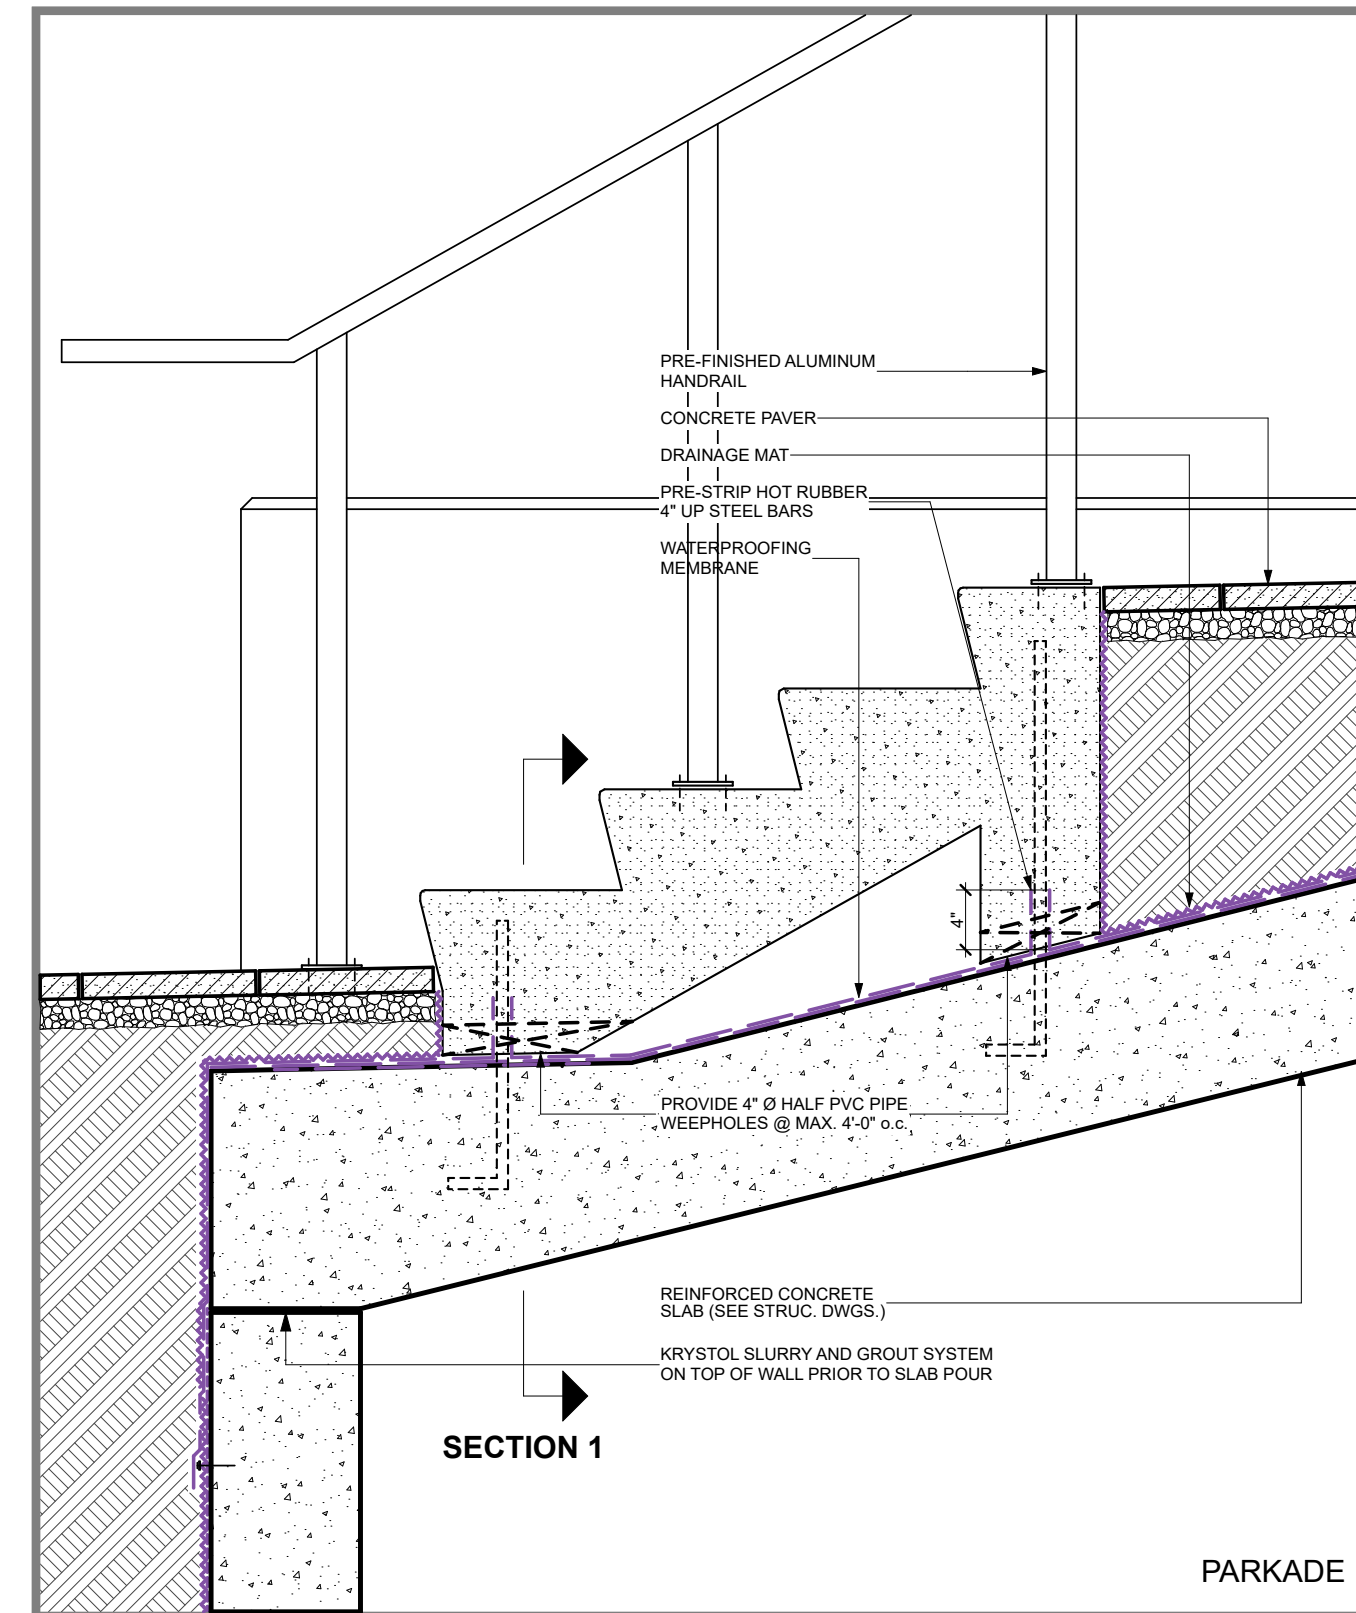 PRE-FINISHED ALUMINUM
HANDRAIL
CONCRETE PAVER
DRAINAGE MAT
PRE-STRIP HOT RUBBER
4" UP STEEL BARS
WATERPROOFING
MEMBRANE
4"
PROVIDE 4" Ø HALF PVC PIPE
WEEPHOLES @ MAX. 4'-0" o.c.
REINFORCED CONCRETE
SLAB (SEE STRUC. DWGS.)
KRYSTOL SLURRY AND GROUT SYSTEM
ON TOP OF WALL PRIOR TO SLAB POUR
SECTION 1
PARKADE